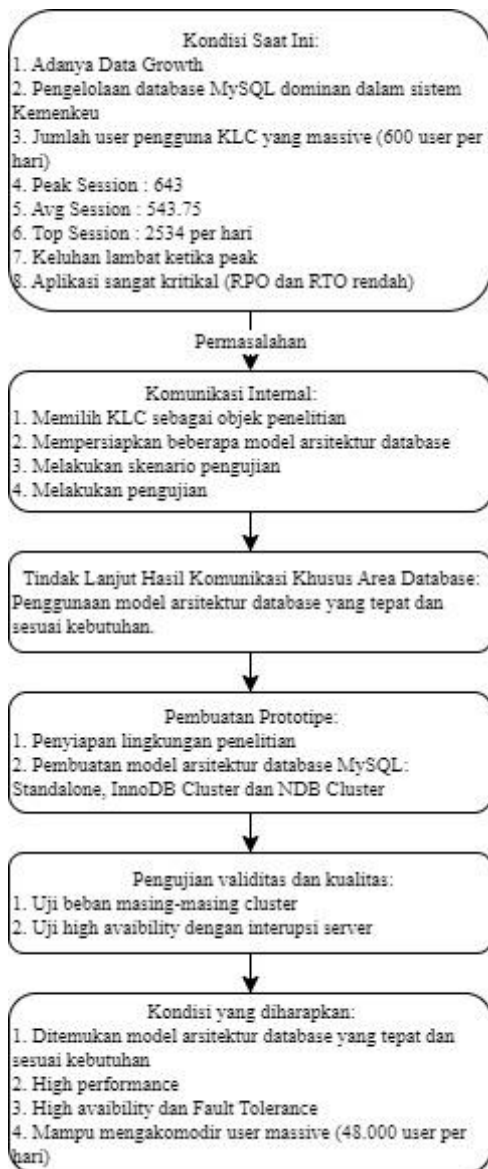 Kondisi Saat Ini:
1. Adanya Data Growth
2. Pengelolaan database MySQL dominan dalam sistem
Kemenkeu
3. Jumlah user pengguna KLC yang massive (600 user per
hari)
4. Peak Session : 643
5. Avg Session : 543.75
6. Top Session : 2534 per hari
7. Keluhan lambat ketika peak
8. Aplikasi sangat kritikal (RPO dan RTO rendah)
Permasalahan
Komunikasi Internal:
1. Memilih KLC sebagai objek penelitian
2. Mempersiapkan beberapa model arsitektur database
3. Melakukan skenario pengujian
4. Melakukan pengujian
Tindak Lanjut Hasil Komunikasi Khusus Area Database:
Penggunaan model arsitektur database yang tepat dan
sesuai kebutuhan.
Pembuatan Prototipe:
1. Penyiapan lingkungan penelitian
2. Pembuatan model arsitektur database MySQL:
Standalone, InnoDB Cluster dan NDB Cluster
Pengujian validitas dan kualitas:
1. Uji beban masing-masing cluster
2. Uji high avaibility dengan interupsi server
Kondisi yang diharapkan:
1. Ditemukan model arsitektur database yang tepat dan
sesuai kebutuhan
2. High performance
3. High avaibility dan Fault Tolerance
4. Mampu mengakomodir user massive (48.000 user per
hari)